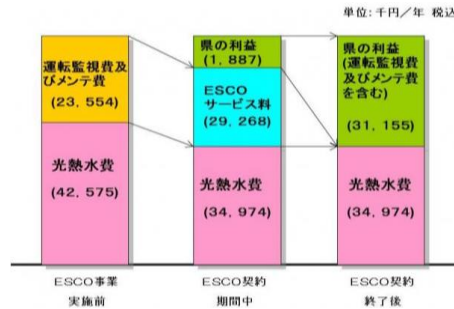 単位:千円/年 税込
運転監視費及
びメンテ費
(23, 554)
光熱水費
(42, 575)
県の利益
(1, 887)
ESCO
サービス料
(29, 268)
光熱水費
(34, 974)
県の利益
(運転監視費
及びメンテ費
を含む)
(31, 155)
光熱水費
(34, 974)
ESCO事業
実施前
ESCO契約
期間中
ESCO契約
終了後